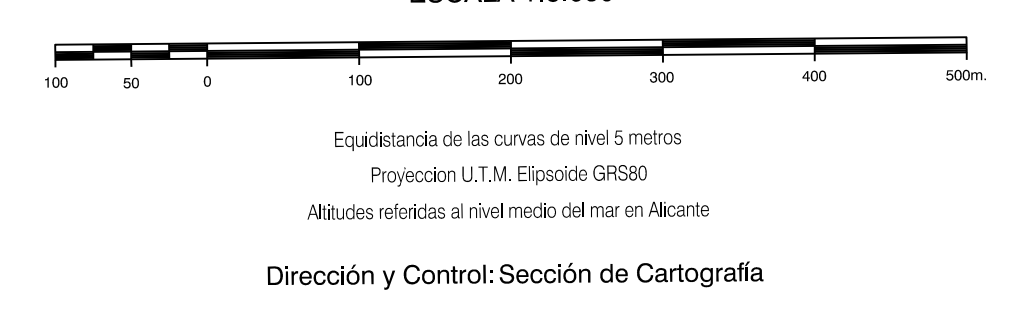 100 50 0 100 200 300 400 500m.
Equidistancia de las curvas de nivel 5 metros
Proyeccion U.T.M. Elipsoide GRS80
Altitudes referidas al nivel medio del mar en Alicante
Dirección y Control: Sección de Cartografía